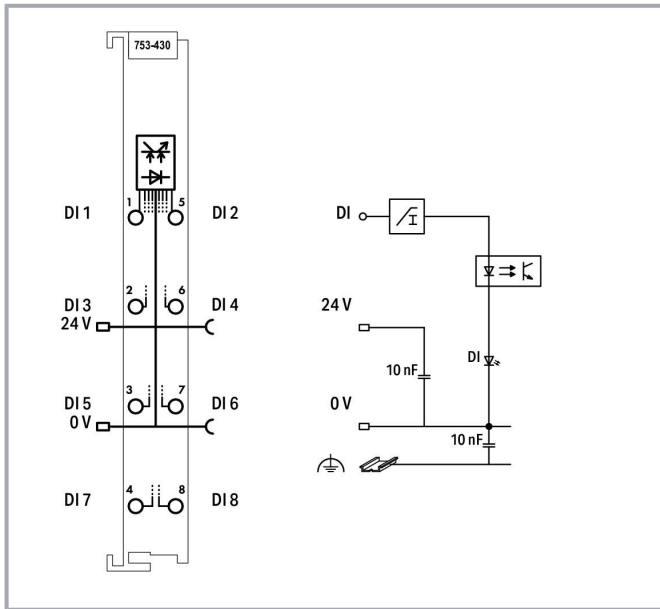 753-430
1 5
DI 1 DI 2
2 6
DI 3 DI 4
24 V
3 7
DI 5 DI 6
0 V
4 8
DI 7 DI 8
DI I
24 V
DI
10 nF
0 V
10 nF